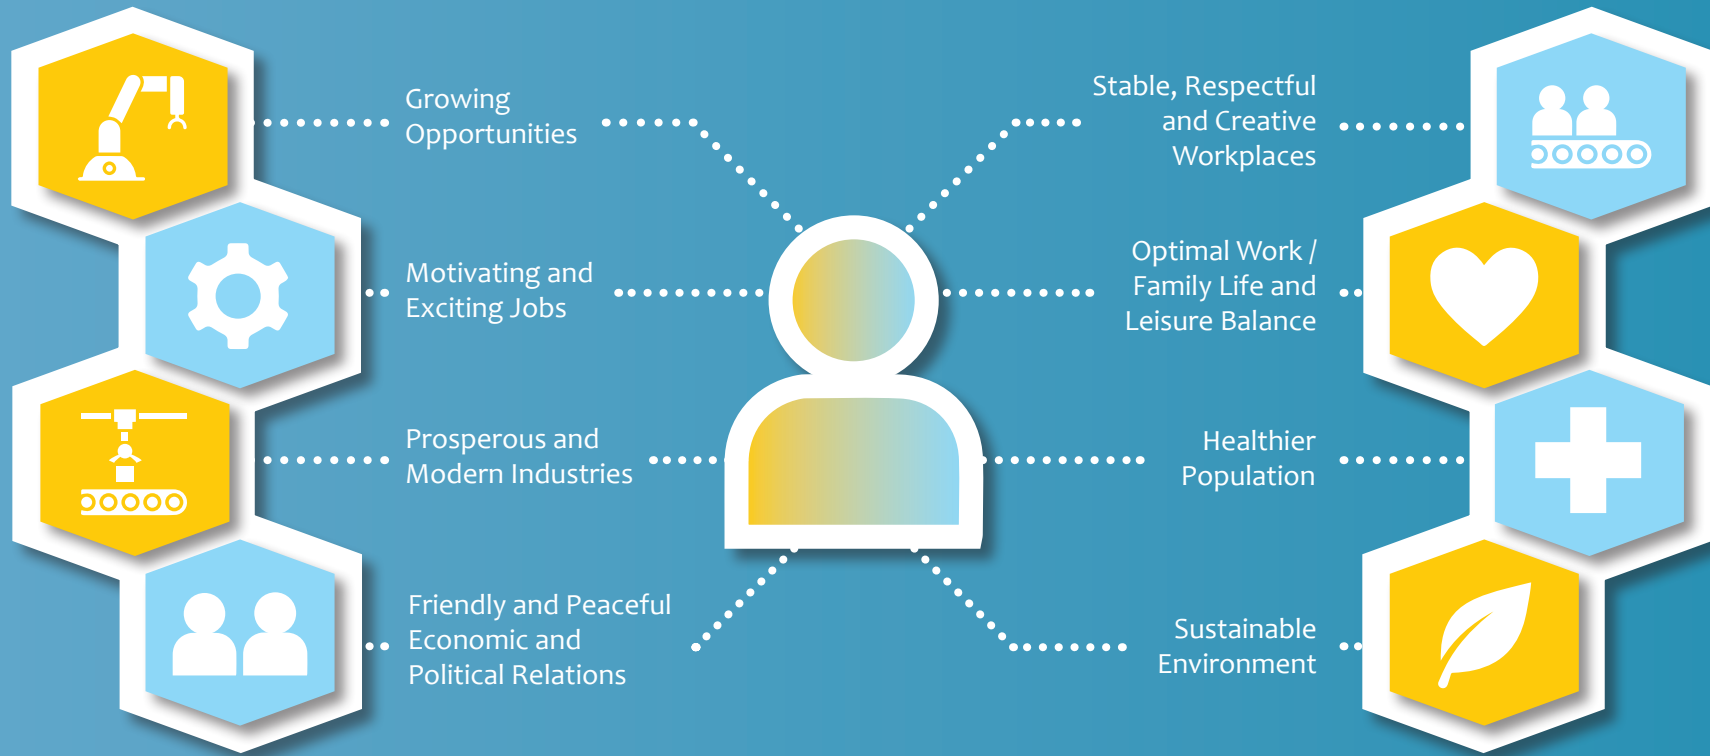 Growing
Opportunities
Motivating and
Exciting Jobs
Prosperous and
Modern Industries
Friendly and Peaceful
Economic and
Political Relations
Stable, Respectful
and Creative
Workplaces
Optimal Work /
Family Life and
Leisure Balance
Healthier
Population
Sustainable
Environment